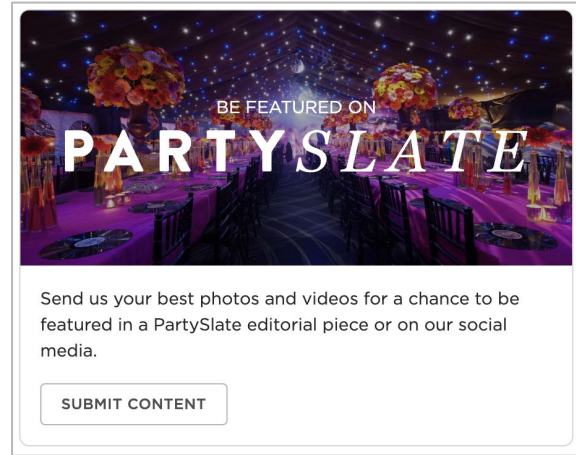 BE FEATURED ON
PARTYSLATE
Send us your best photos and videos for a chance to be
featured in a PartySlate editorial piece or on our social
media.
SUBMIT CONTENT